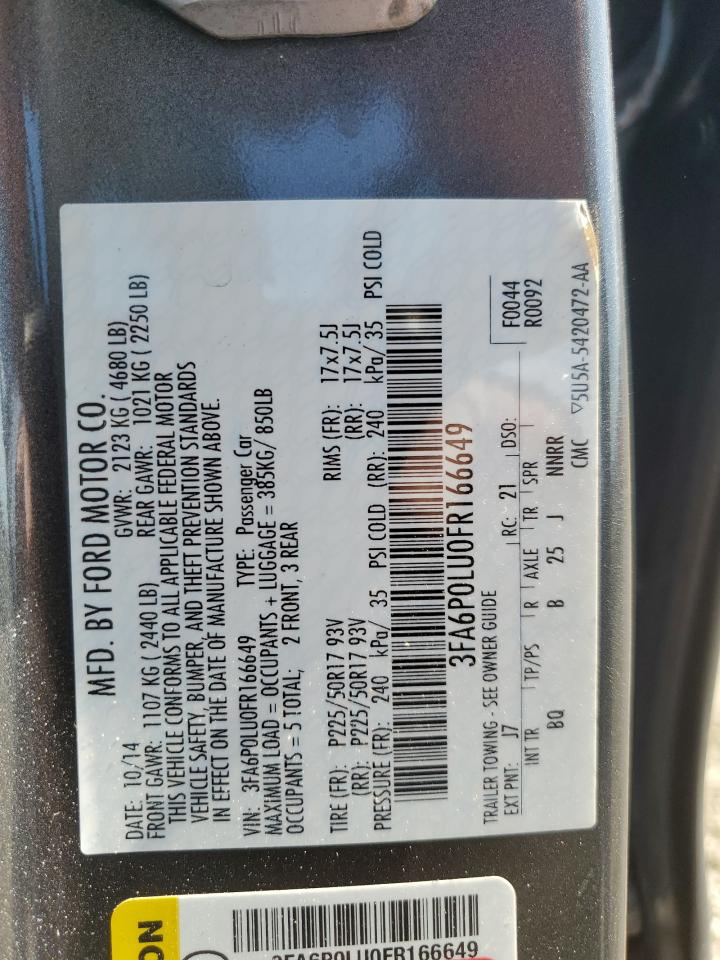 MFD. BY FORD MOTOR CO.
DATE: 10/14 GVWR: 2123 KG ( 4680 LB)
FRONT GAWR: 1107 KG ( 2440 LB) REAR GAWR: 1021 KG ( 2250 LB)
THIS VEHICLE CONFORMS TO ALL APPLICABLE FEDERAL MOTOR
VEHICLE SAFETY, BUMPER, AND THEFT PREVENTION STANDARDS
IN EFFECT ON THE DATE OF MANUFACTURE SHOWN ABOVE.
VIN: 3FA6P0LU0FR166649 TYPE: Passenger Car
MAXIMUM LOAD = OCCUPANTS + LUGGAGE = 385KG/ 850LB
OCCUPANTS = 5 TOTAL; 2 FRONT, 3 REAR
TIRE (FR): P225/50R17 93V RIMS (FR): 17x7.5J
(RR): P225/50R17 93V (RR): 17x7.5J
PRESSURE (FR): 240 kPa/ 35 PSI COLD (RR): 240 kPa/ 35 PSI COLD
3FA6P0LU0FR166649
TRAILER TOWING - SEE OWNER GUIDE F0044
EXT PNT: J7 RC: 21 DSO: R0092
INT TR TP/PS R AXLE TR SPR
BQ B 25 J NNRR
CMC ▽5U5A-5420472-AA
ON
3FA6P0LU0FR166649